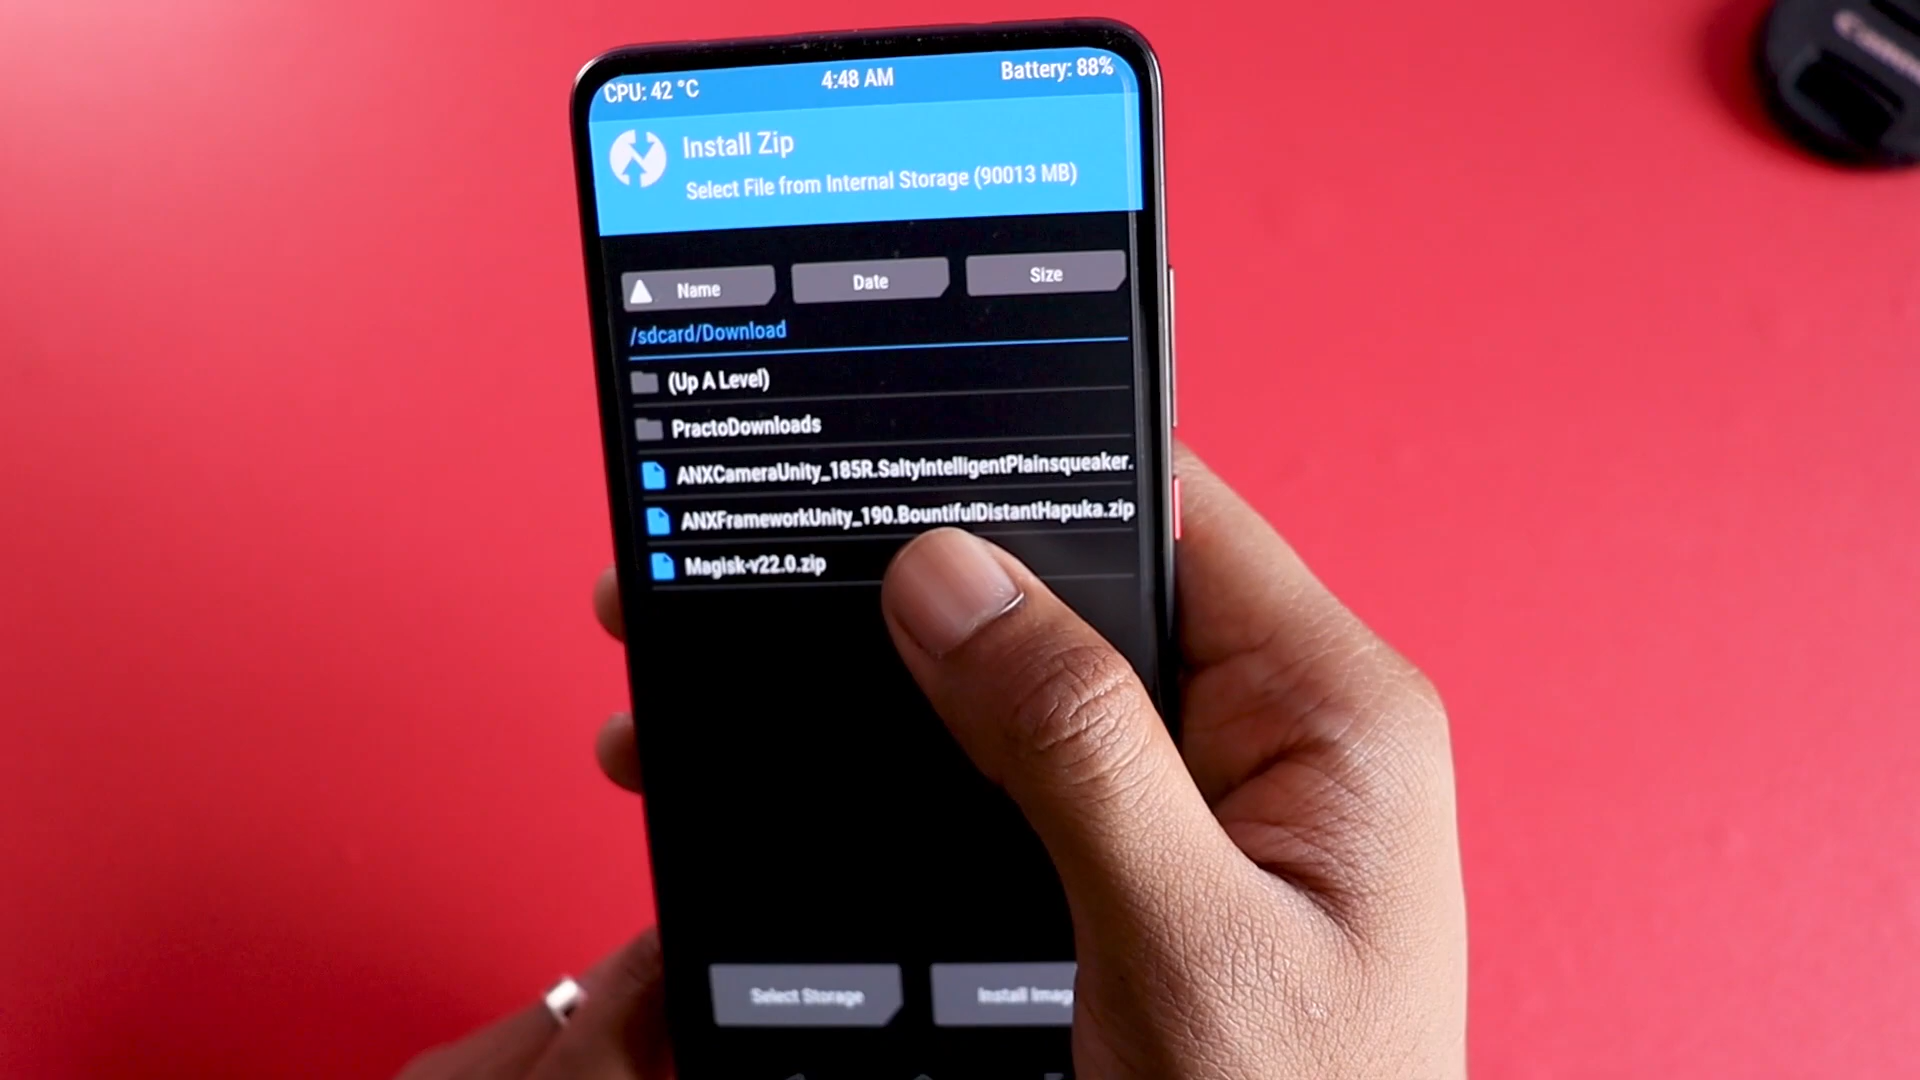 CPU: 42 °C 4:48 AM Battery: 88%
Install Zip
Select File from Internal Storage (90013 MB)
Name Date Size
/sdcard/Download
(Up A Level)
PractoDownloads
ANXCameraUnity_185R.SaltyIntelligentPlainsqueaker.
ANXFrameworkUnity_190.BountifulDistantHapuka.zip
Magisk-v22.0.zip
Select Storage Install